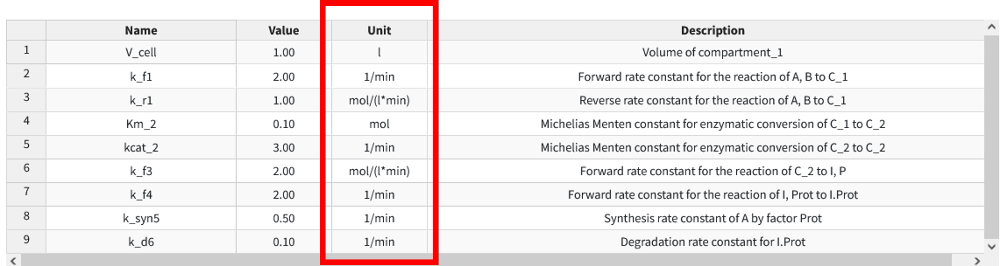 Name Value Unit Description
1 V_cell 1.00 l Volume of compartment_1
2 k_f1 2.00 1/min Forward rate constant for the reaction of A, B to C_1
3 k_r1 1.00 mol/(l*min) Reverse rate constant for the reaction of A, B to C_1
4 Km_2 0.10 mol Michelias Menten constant for enzymatic conversion of C_1 to C_2
5 kcat_2 3.00 1/min Michelias Menten constant for enzymatic conversion of C_2 to C_2
6 k_f3 2.00 mol/(l*min) Forward rate constant for the reaction of C_2 to I, P
7 k_f4 2.00 1/min Forward rate constant for the reaction of I, Prot to I.Prot
8 k_syn5 0.50 1/min Synthesis rate constant of A by factor Prot
9 k_d6 0.10 1/min Degradation rate constant for I.Prot